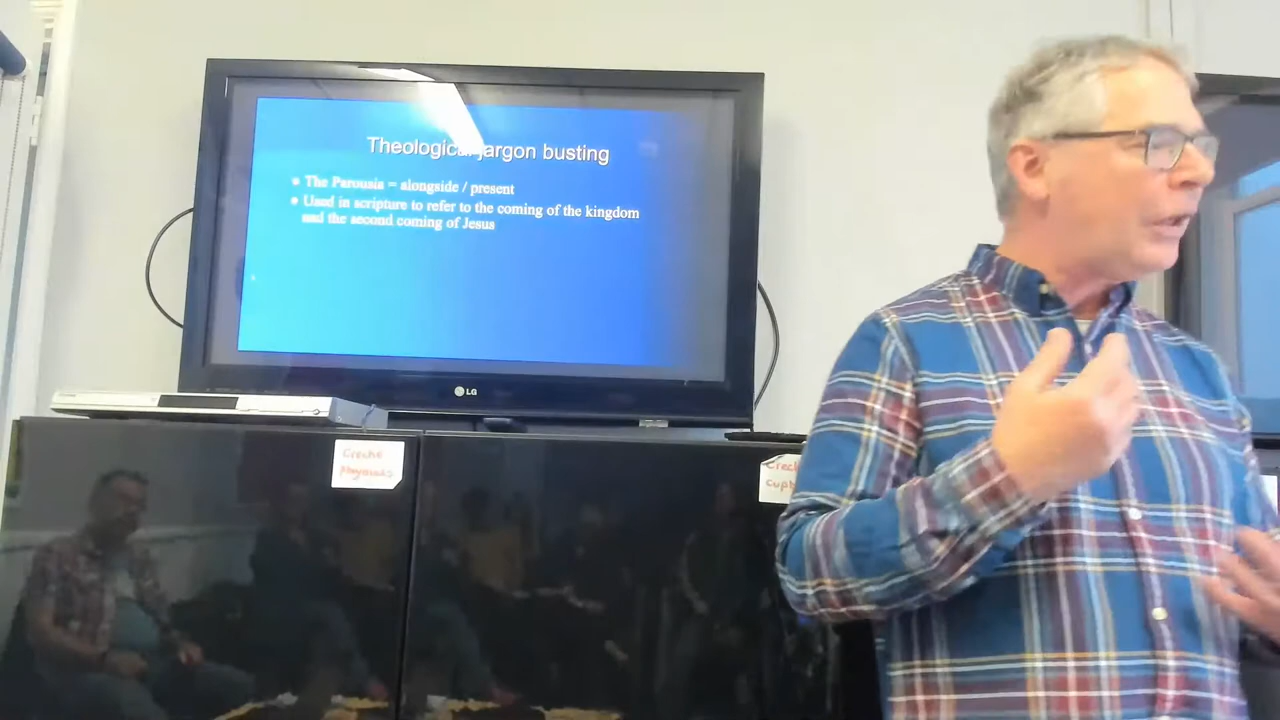 Theological jargon busting
• The Parousia = alongside / present
• Used in scripture to refer to the coming of the kingdom
and the second coming of Jesus
LG
Creche